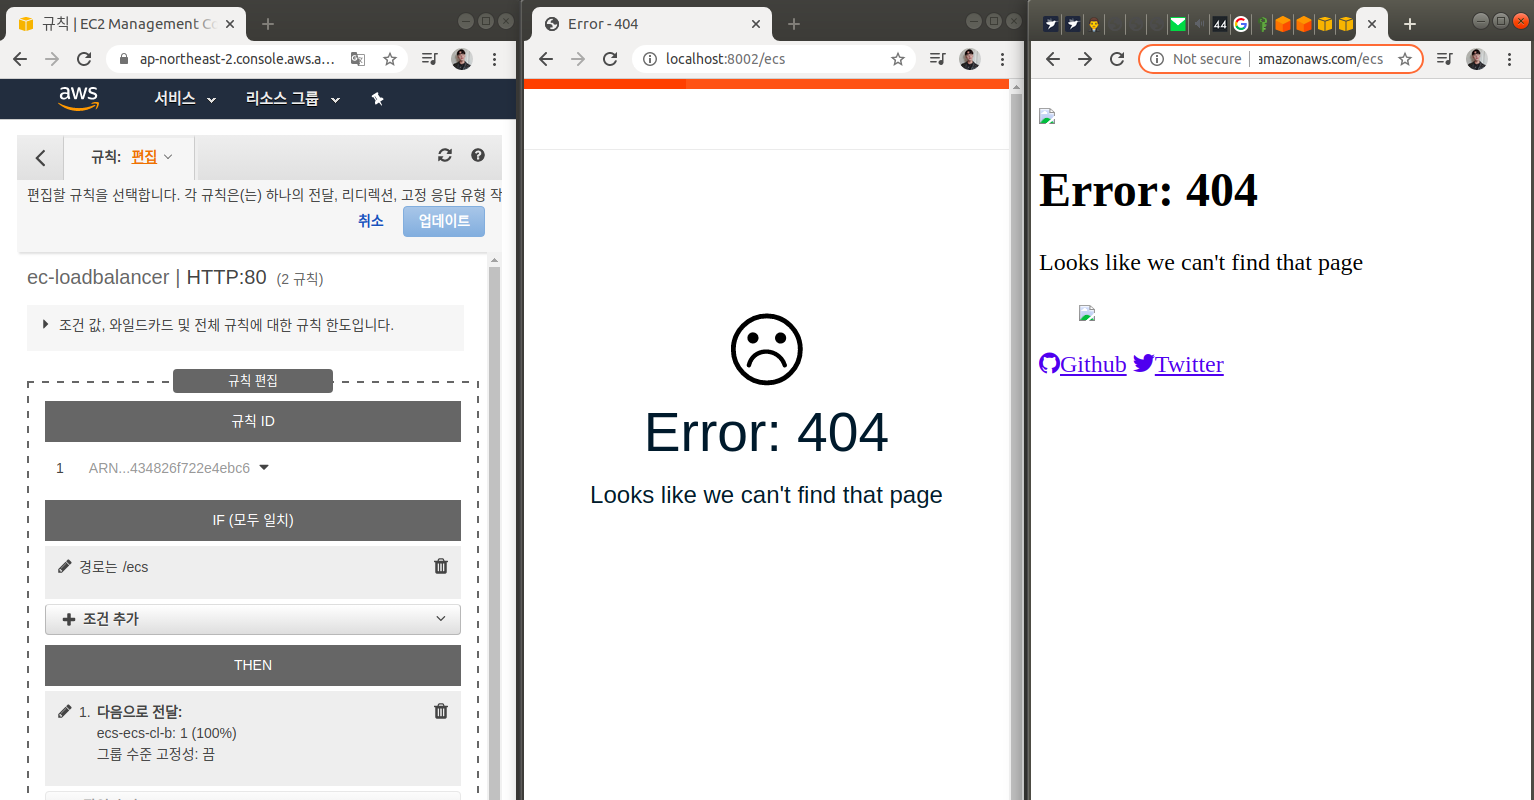 규칙 | EC2 Management Co
ap-northeast-2.console.aws.a...
aws
서비스
리소스 그룹
규칙: 편집
편집할 규칙을 선택합니다. 각 규칙은(는) 하나의 전달, 리디렉션, 고정 응답 유형 작
취소
업데이트
ec-loadbalancer | HTTP:80 (2 규칙)
조건 값, 와일드카드 및 전체 규칙에 대한 규칙 한도입니다.
규칙 편집
규칙 ID
1 ARN...434826f722e4ebc6
IF (모두 일치)
경로는 /ecs
조건 추가
THEN
1. 다음으로 전달:
ecs-ecs-cl-b: 1 (100%)
그룹 수준 고정성: 끔
Error - 404
localhost:8002/ecs
Error: 404
Looks like we can't find that page
44
Not secure | amazonaws.com/ecs
Error: 404
Looks like we can't find that page
Github Twitter